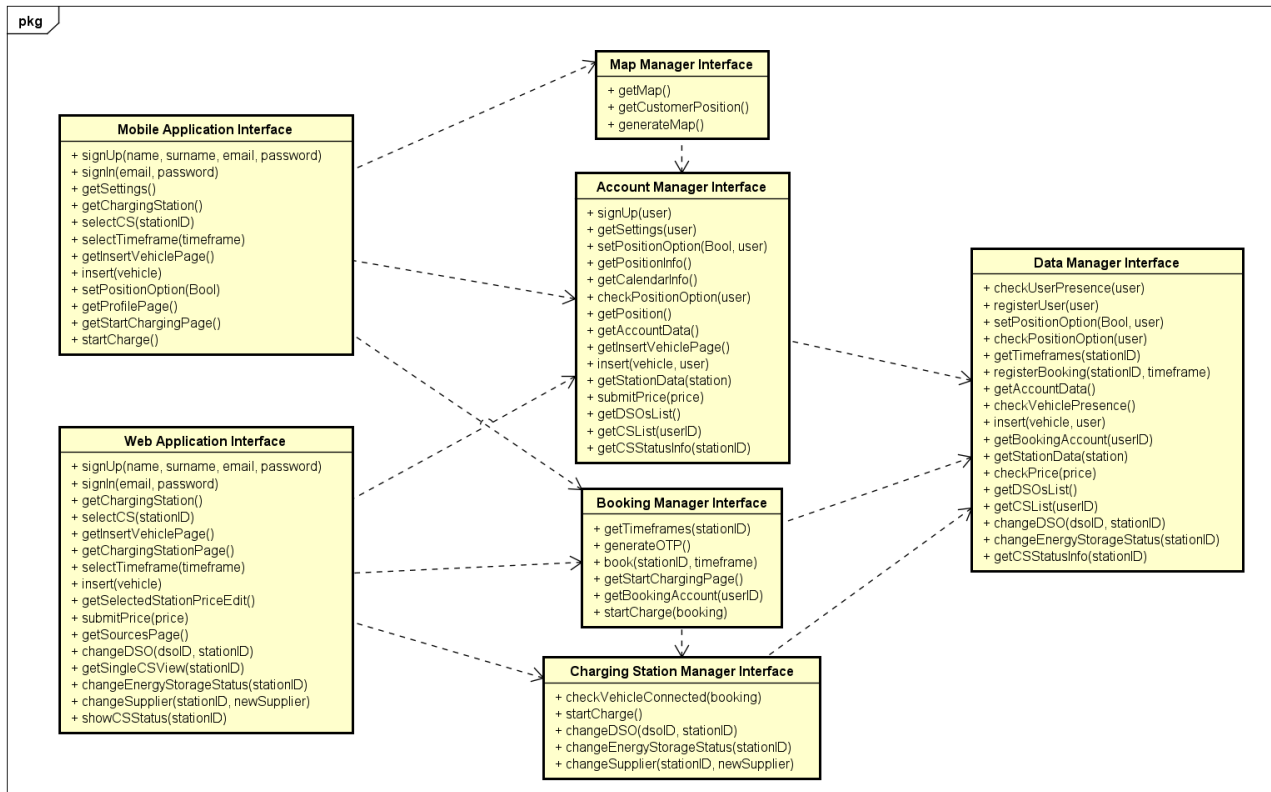 pkg
Map Manager Interface
+ getMap()
+ getCustomerPosition()
+ generateMap()
Mobile Application Interface
+ signUp(name, surname, email, password)
+ signIn(email, password)
+ getSettings()
+ getChargingStation()
+ selectCS(stationID)
+ selectTimeframe(timeframe)
+ getInsertVehiclePage()
+ insert(vehicle)
+ setPositionOption(Bool)
+ getProfilePage()
+ getStartChargingPage()
+ startCharge()
Account Manager Interface
+ signUp(user)
+ getSettings(user)
+ setPositionOption(Bool, user)
+ getPositionInfo()
+ getCalendarInfo()
+ checkPositionOption(user)
+ getPosition()
+ getAccountData()
+ getInsertVehiclePage()
+ insert(vehicle, user)
+ getStationData(station)
+ submitPrice(price)
+ getDSOsList()
+ getCSList(userID)
+ getCSStatusInfo(stationID)
Data Manager Interface
+ checkUserPresence(user)
+ registerUser(user)
+ setPositionOption(Bool, user)
+ checkPositionOption(user)
+ getTimeframes(stationID)
+ registerBooking(stationID, timeframe)
+ getAccountData()
+ checkVehiclePresence()
+ insert(vehicle, user)
+ getBookingAccount(userID)
+ getStationData(station)
+ checkPrice(price)
+ getDSOsList()
+ getCSList(userID)
+ changeDSO(dsoID, stationID)
+ changeEnergyStorageStatus(stationID)
+ getCSStatusInfo(stationID)
Web Application Interface
+ signUp(name, surname, email, password)
+ signIn(email, password)
+ getChargingStation()
+ selectCS(stationID)
+ getInsertVehiclePage()
+ getChargingStationPage()
+ selectTimeframe(timeframe)
+ insert(vehicle)
+ getSelectedStationPriceEdit()
+ submitPrice(price)
+ getSourcesPage()
+ changeDSO(dsoID, stationID)
+ getSingleCSView(stationID)
+ changeEnergyStorageStatus(stationID)
+ changeSupplier(stationID, newSupplier)
+ showCSStatus(stationID)
Booking Manager Interface
+ getTimeframes(stationID)
+ generateOTP()
+ book(stationID, timeframe)
+ getStartChargingPage()
+ getBookingAccount(userID)
+ startCharge(booking)
Charging Station Manager Interface
+ checkVehicleConnected(booking)
+ startCharge()
+ changeDSO(dsoID, stationID)
+ changeEnergyStorageStatus(stationID)
+ changeSupplier(stationID, newSupplier)